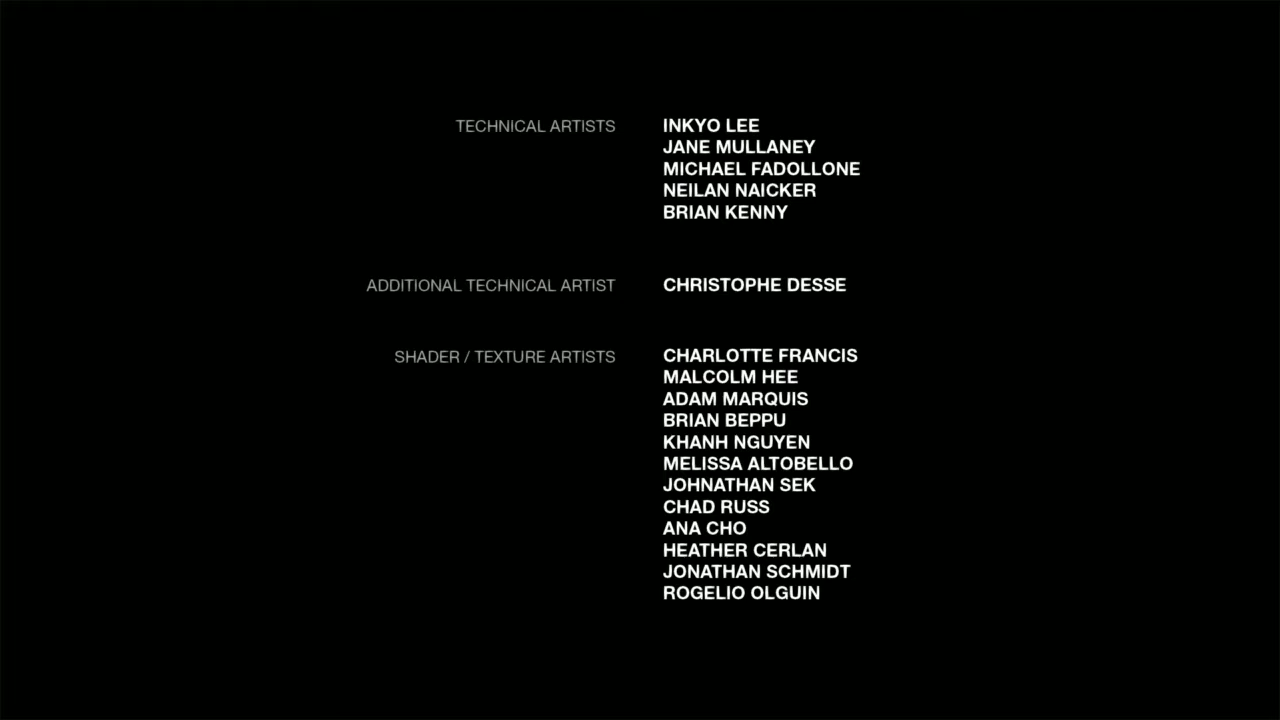 TECHNICAL ARTISTS INKYO LEE
JANE MULLANEY
MICHAEL FADOLLONE
NEILAN NAICKER
BRIAN KENNY
ADDITIONAL TECHNICAL ARTIST CHRISTOPHE DESSE
SHADER / TEXTURE ARTISTS CHARLOTTE FRANCIS
MALCOLM HEE
ADAM MARQUIS
BRIAN BEPPU
KHANH NGUYEN
MELISSA ALTOBELLO
JOHNATHAN SEK
CHAD RUSS
ANA CHO
HEATHER CERLAN
JONATHAN SCHMIDT
ROGELIO OLGUIN